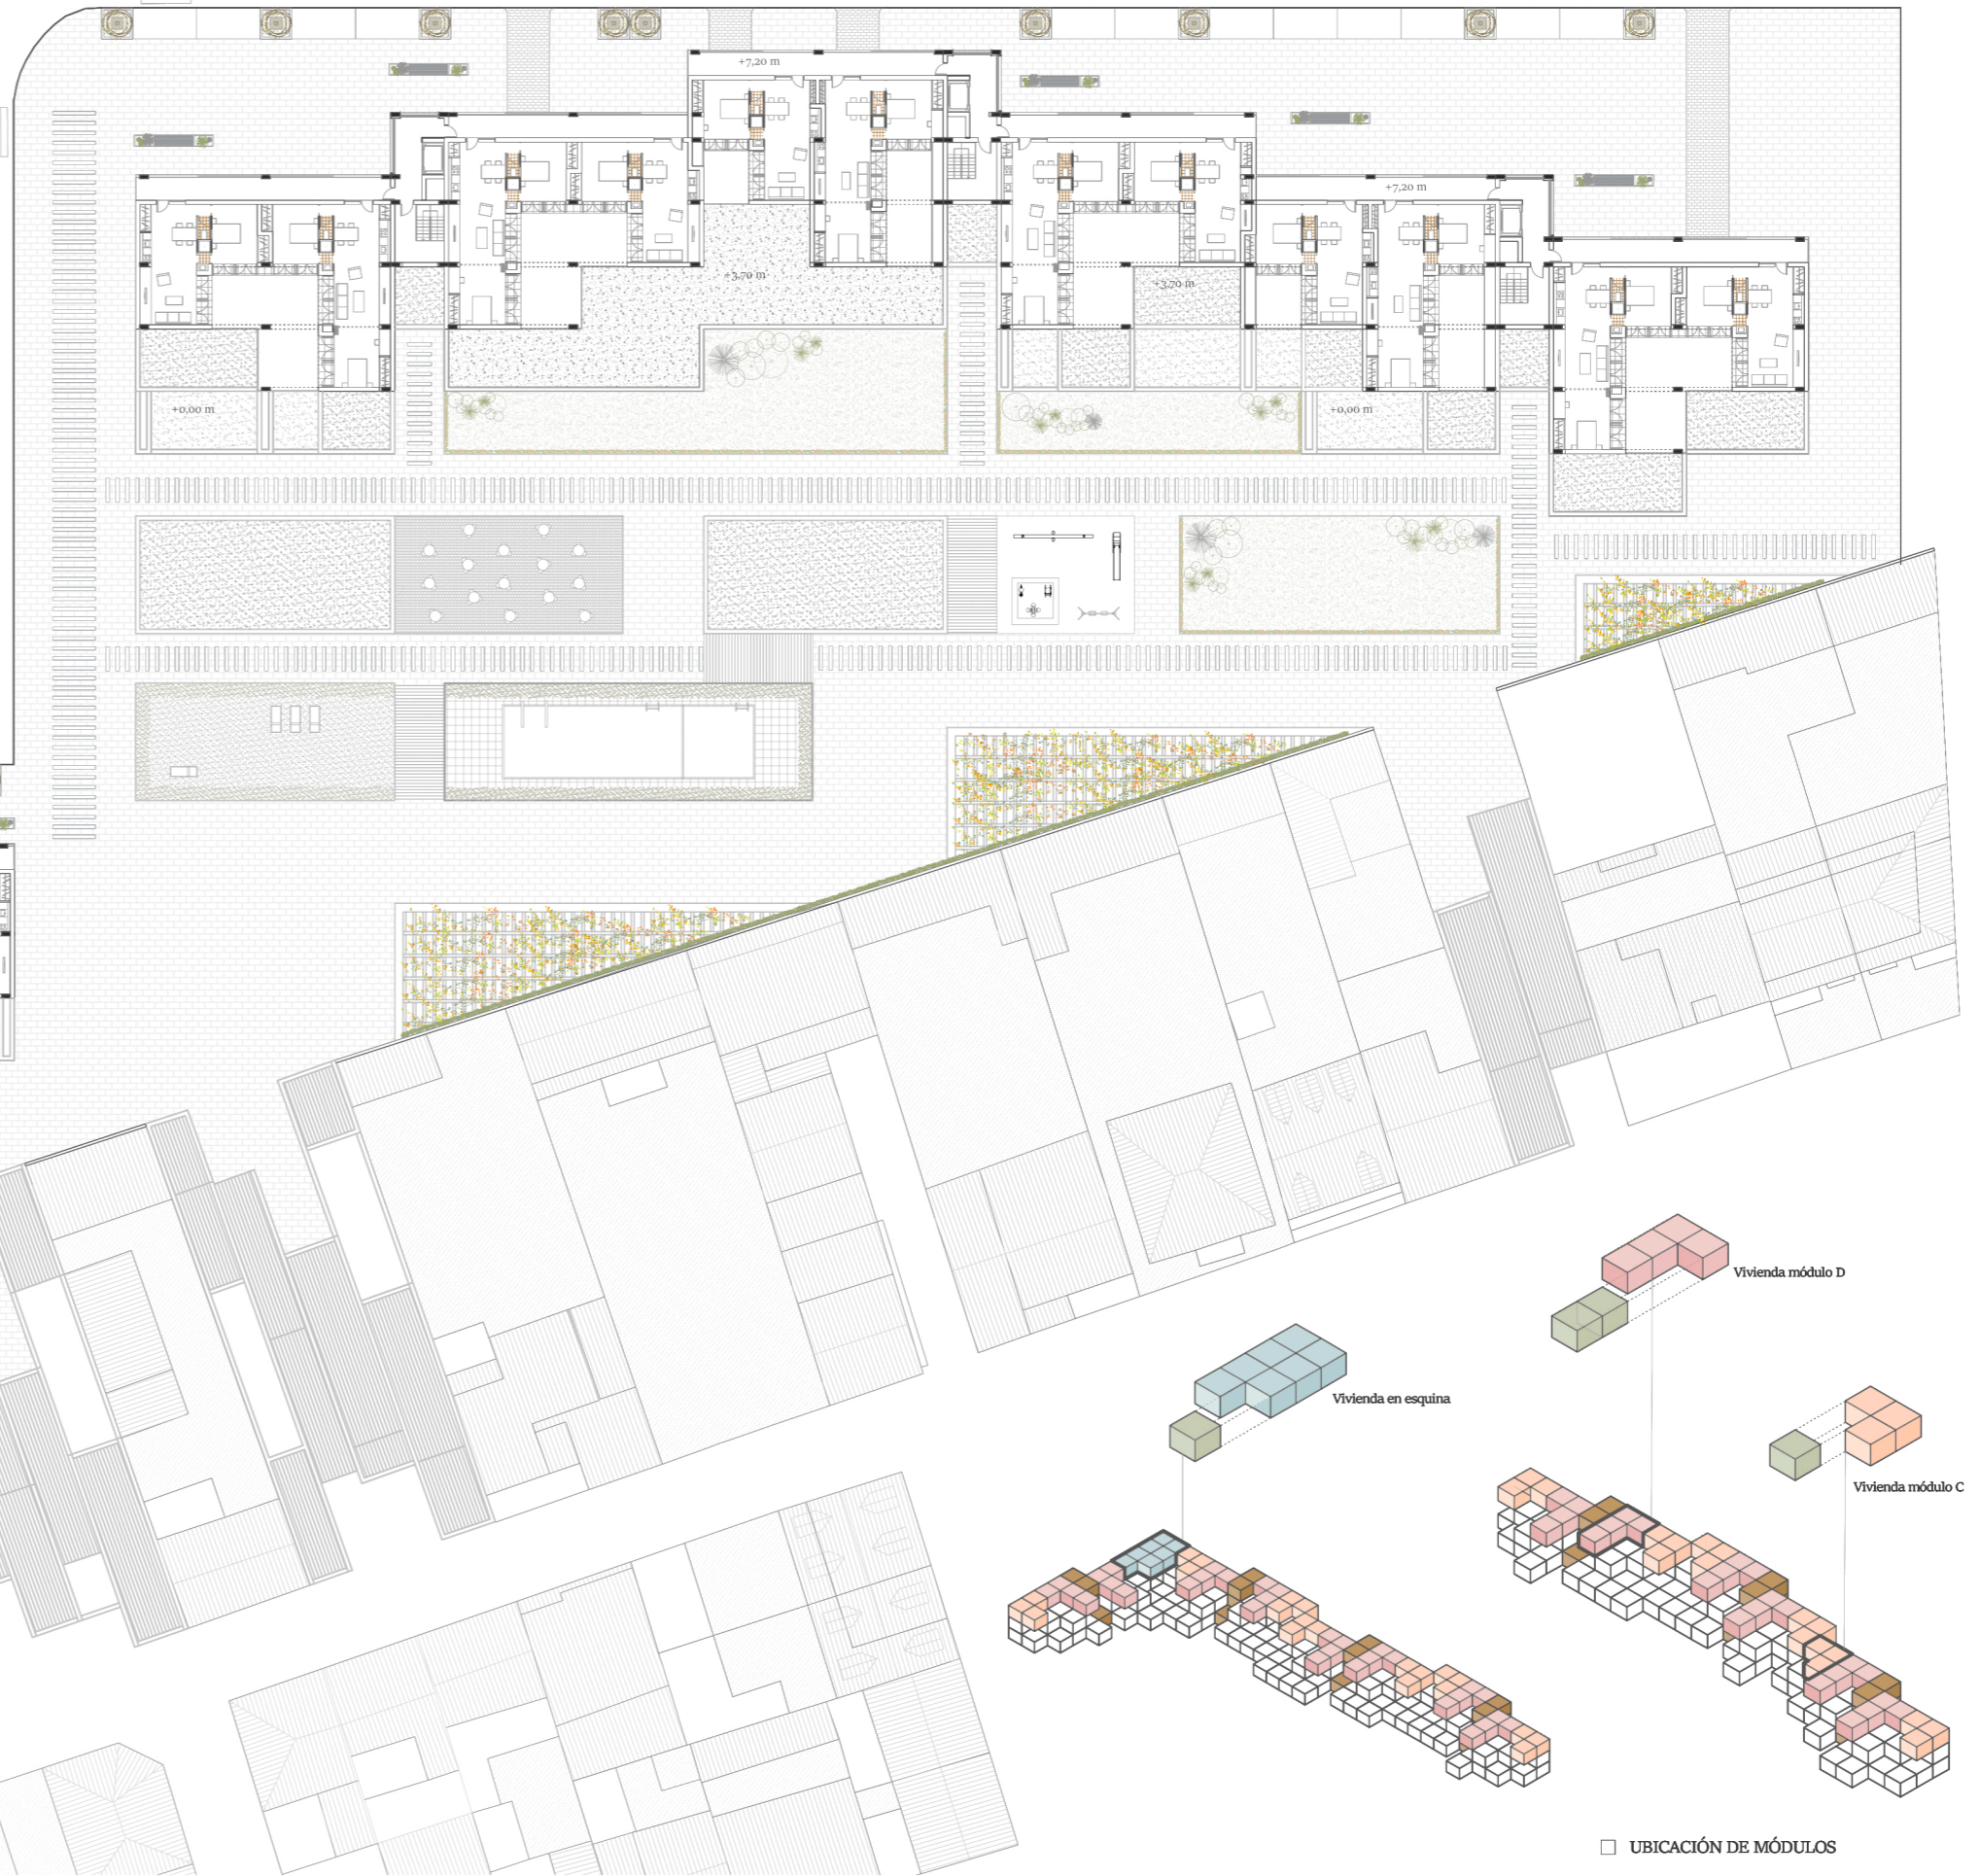 +7,20 m
+7,20 m
+3,70 m
+3,70 m
+0,00 m
+0,00 m
Vivienda módulo D
Vivienda en esquina
Vivienda módulo C
UBICACIÓN DE MÓDULOS